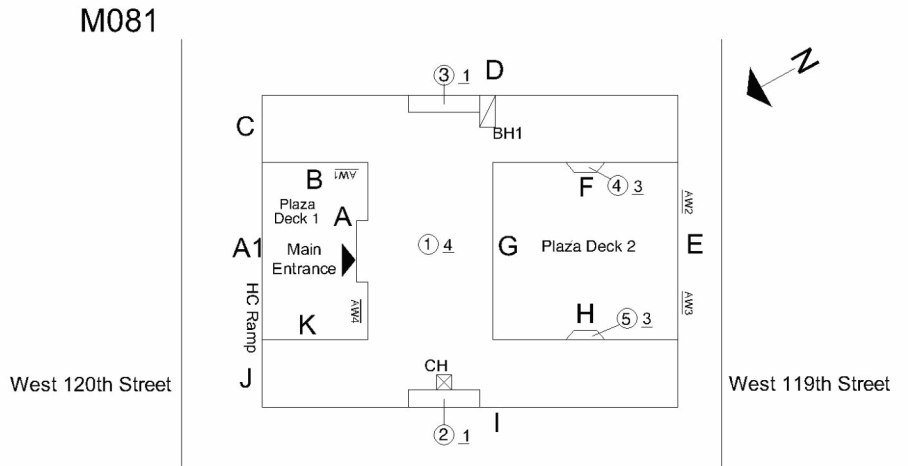 M081
③ 1 D
N
C
BH1
B AW1
F ④ 3
Plaza
Deck 1
A
AW2
A1
Main
Entrance
① 4
G
Plaza Deck 2
E
HC Ramp
K
AW4
H ⑤ 3
AW3
J
CH
West 120th Street
West 119th Street
② 1 I